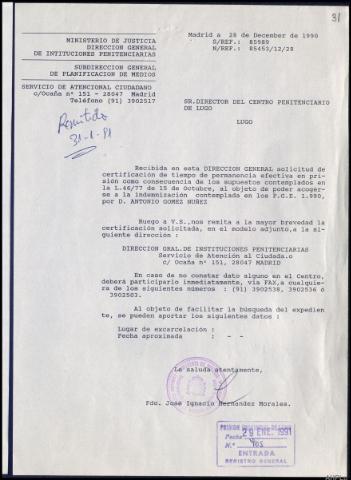 31
MINISTERIO DE JUSTICIA
DIRECCION GENERAL
DE INTITUCIONES PENITENCIARIAS
SUBDIRECCION GENERAL
DE PLANIFICACION DE MEDIOS
SERVICIO DE ATENCIONAL CIUDADANO
c/Ocaña nº 151 - 28047 Madrid
Teléfono (91) 3902517
Madrid a 28 de December de 1990
S/REF.: 85989
N/REF.: 85453/12/28
SR.DIRECTOR DEL CENTRO PENITENCIARIO
DE LUGO
LUGO
Remitido
31-1-91
Recibida en esta DIRECCION GENERAL solicitud de
certificación de tiempo de permanencia efectiva en pri-
sión como consecuencia de los supuestos contemplados en
la L.46/77 de 15 de Octubre, al objeto de poder acoger-
se a la indemnización contemplada en los P.G.E. 1.990,
por D. ANTONIO GOMEZ NUÑEZ
Ruego a V.S.,nos remita a la mayor brevedad la
certificación solicitada, en el modelo adjunto,a la si-
guiente dirección :
DIRECCION GRAL.DE INSTITUCIONES PENITENCIARIAS
Servicio de Atención al Ciudada.o
c/ Ocaña nº 151, 28047 MADRID
En caso de no constar dato alguno en el Centro,
deberá participarlo immediatamente, via FAX,a cualquie-
ra de los siguientes números : (91) 3902538, 3902536 ó
3902583.
Al objeto de facilitar la búsqueda del expedien
te, se pueden aportar los siguientes datos :
Lugar de excarcelación :
Fecha aproximada : - -
Le saluda atentamente,
Fdo. José Ignacio Hernandez Morales.
Fecha 29 ENE. 1991
N.º 405
ENTRADA
REGISTRO GENERAL